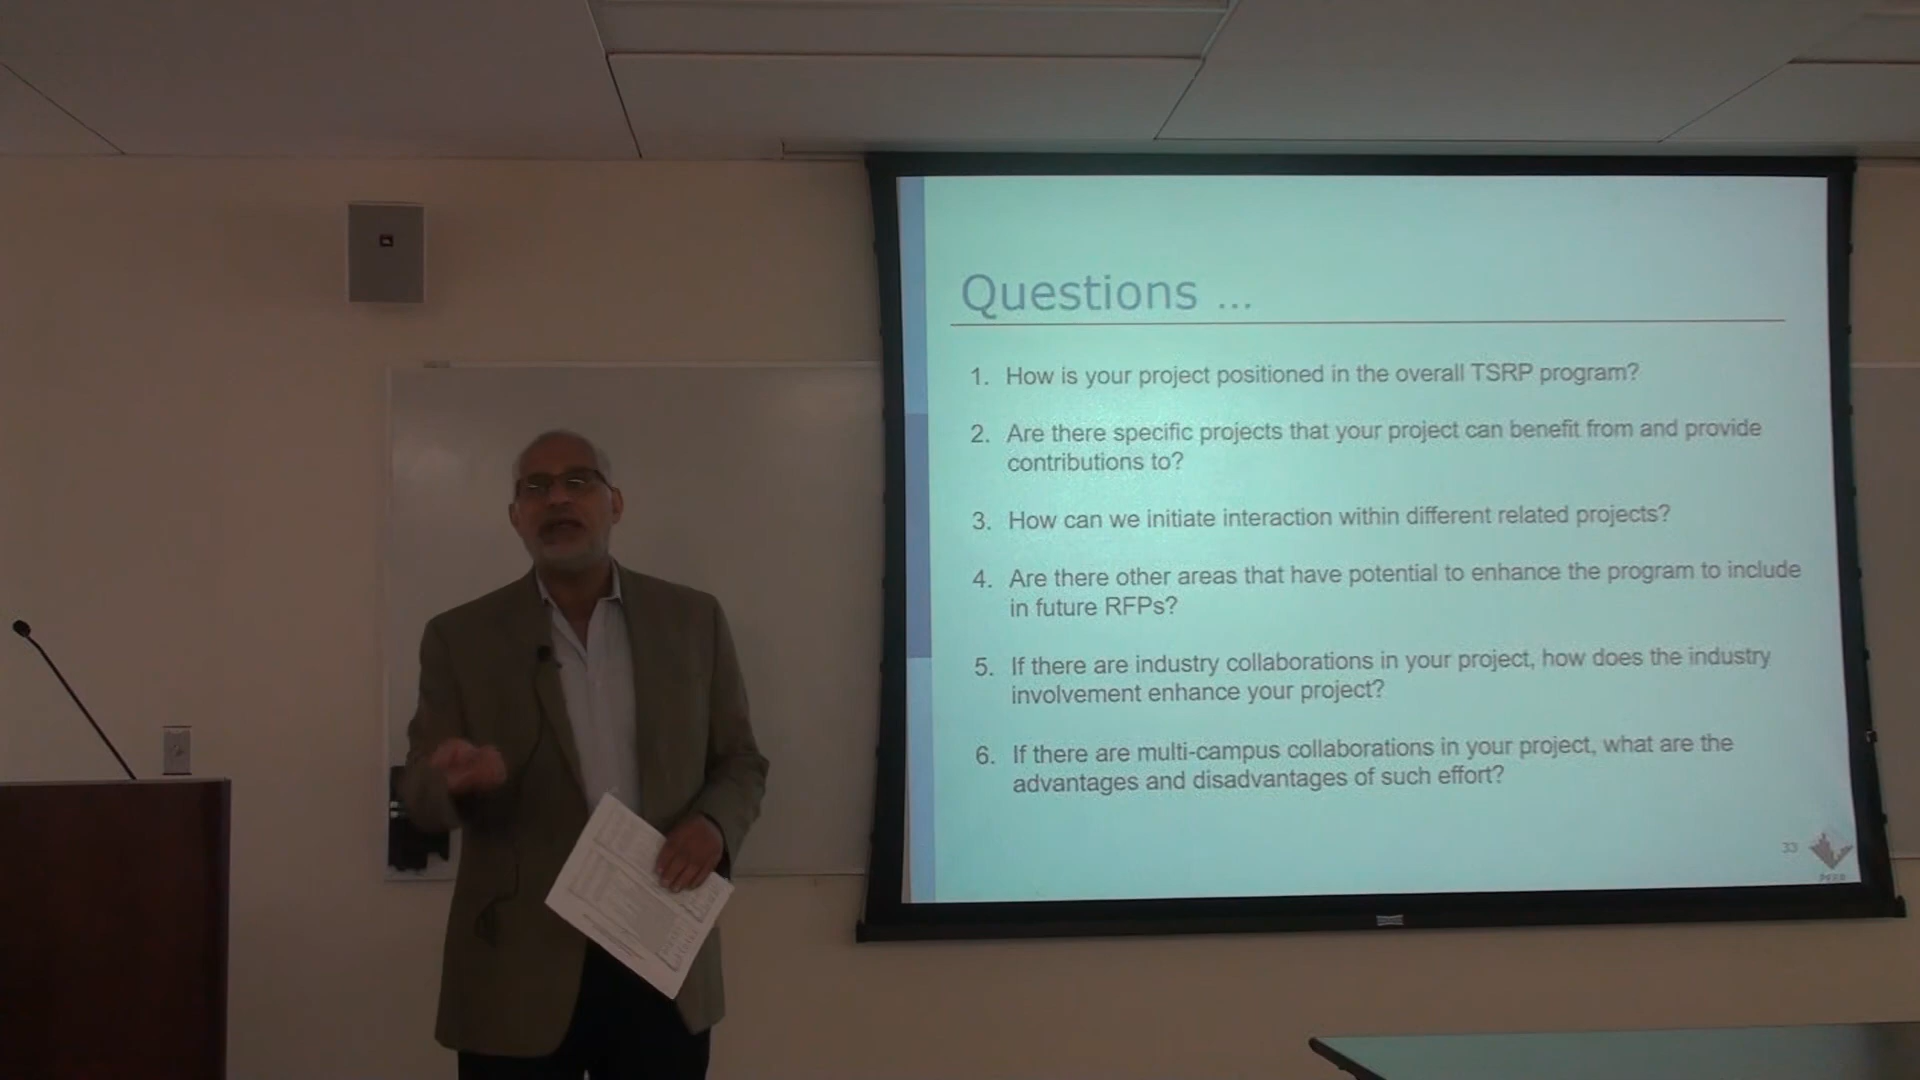 Questions ...
1. How is your project positioned in the overall TSRP program?
2. Are there specific projects that your project can benefit from and provide
contributions to?
3. How can we initiate interaction within different related projects?
4. Are there other areas that have potential to enhance the program to include
in future RFPs?
5. If there are industry collaborations in your project, how does the industry
involvement enhance your project?
6. If there are multi-campus collaborations in your project, what are the
advantages and disadvantages of such effort?
33
PEER